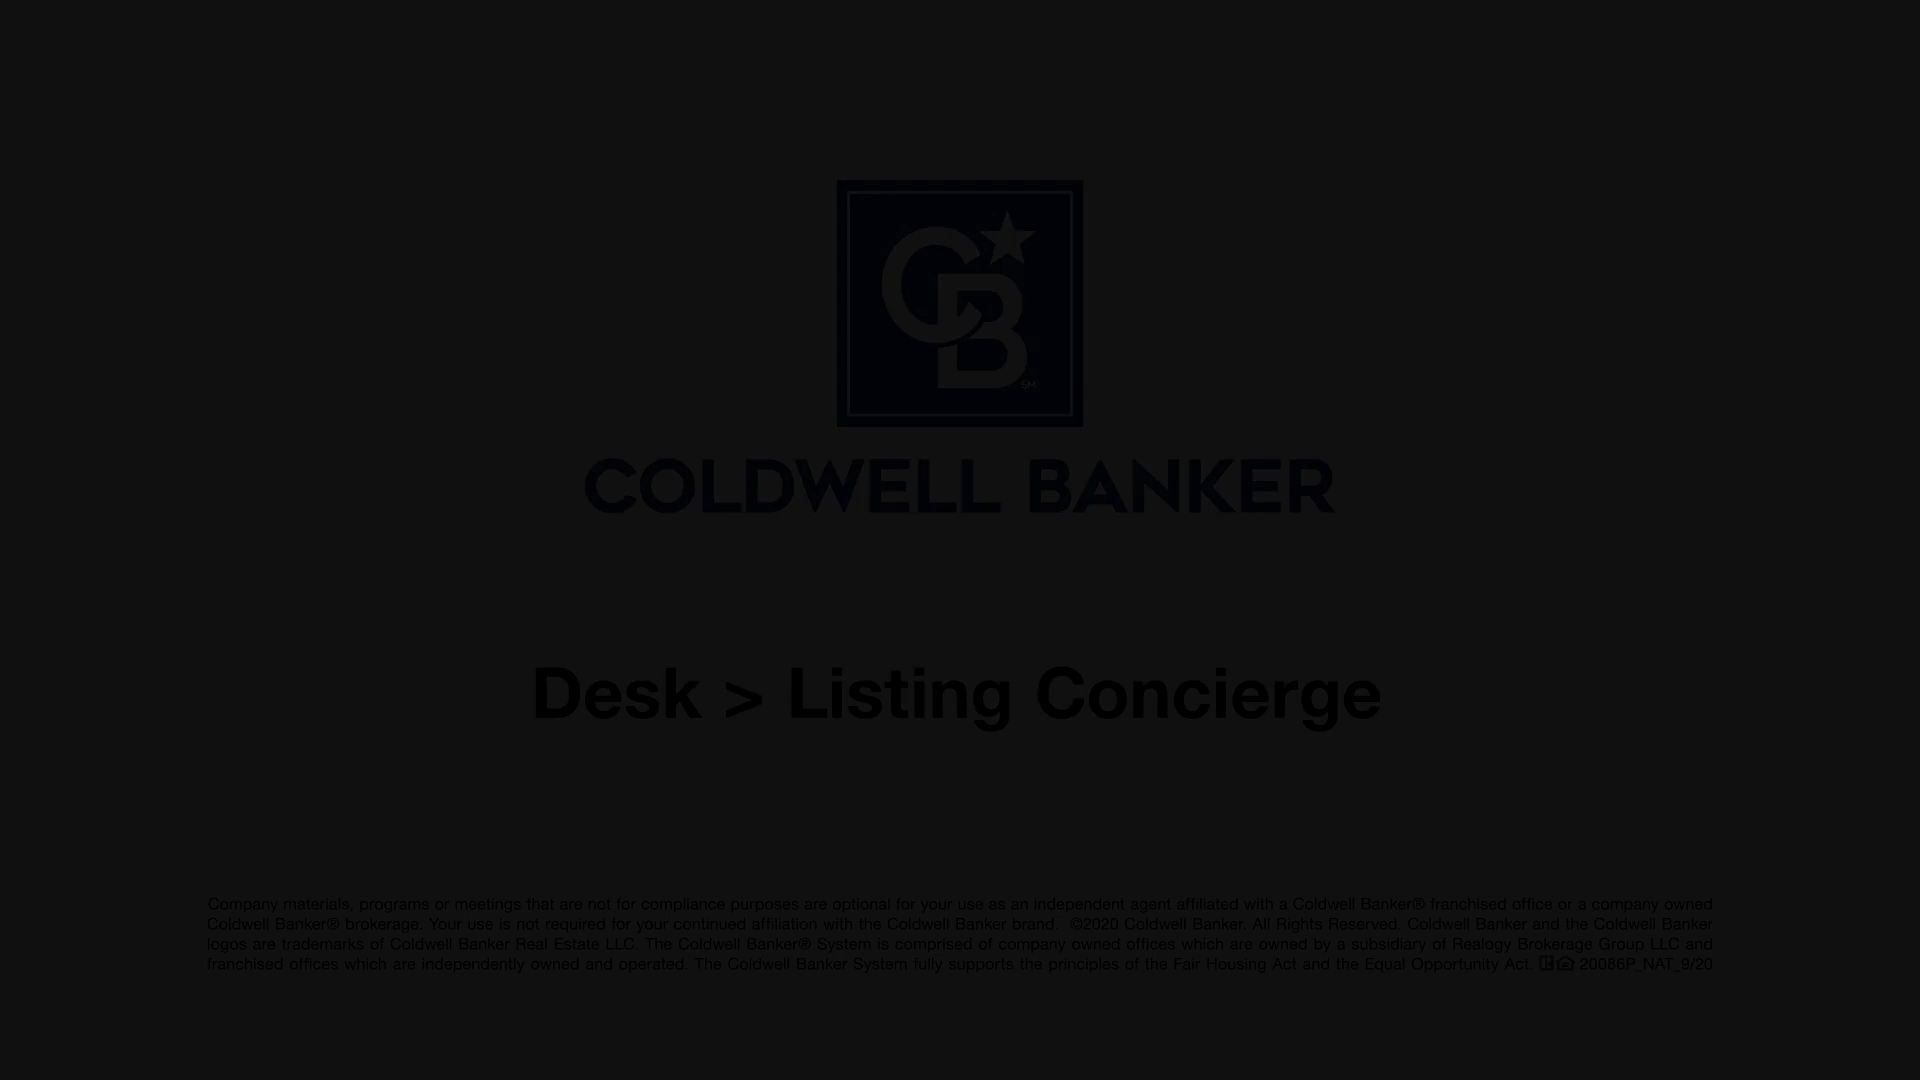 CB
SM
COLDWELL BANKER
Desk > Listing Concierge
Company materials, programs or meetings that are not for compliance purposes are optional for your use as an independent agent affiliated with a Coldwell Banker® franchised office or a company owned
Coldwell Banker® brokerage. Your use is not required for your continued affiliation with the Coldwell Banker brand. ©2020 Coldwell Banker. All Rights Reserved. Coldwell Banker and the Coldwell Banker
logos are trademarks of Coldwell Banker Real Estate LLC. The Coldwell Banker® System is comprised of company owned offices which are owned by a subsidiary of Realogy Brokerage Group LLC and
franchised offices which are independently owned and operated. The Coldwell Banker System fully supports the principles of the Fair Housing Act and the Equal Opportunity Act. 20086P_NAT_9/20